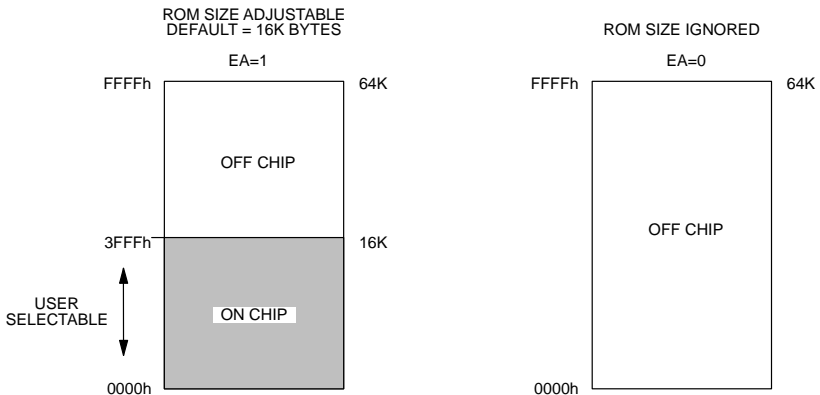 ROM SIZE ADJUSTABLE
DEFAULT = 16K BYTES
EA=1
FFFFh
64K
OFF CHIP
3FFFh
16K
USER
SELECTABLE
ON CHIP
0000h
ROM SIZE IGNORED
EA=0
FFFFh
64K
OFF CHIP
0000h